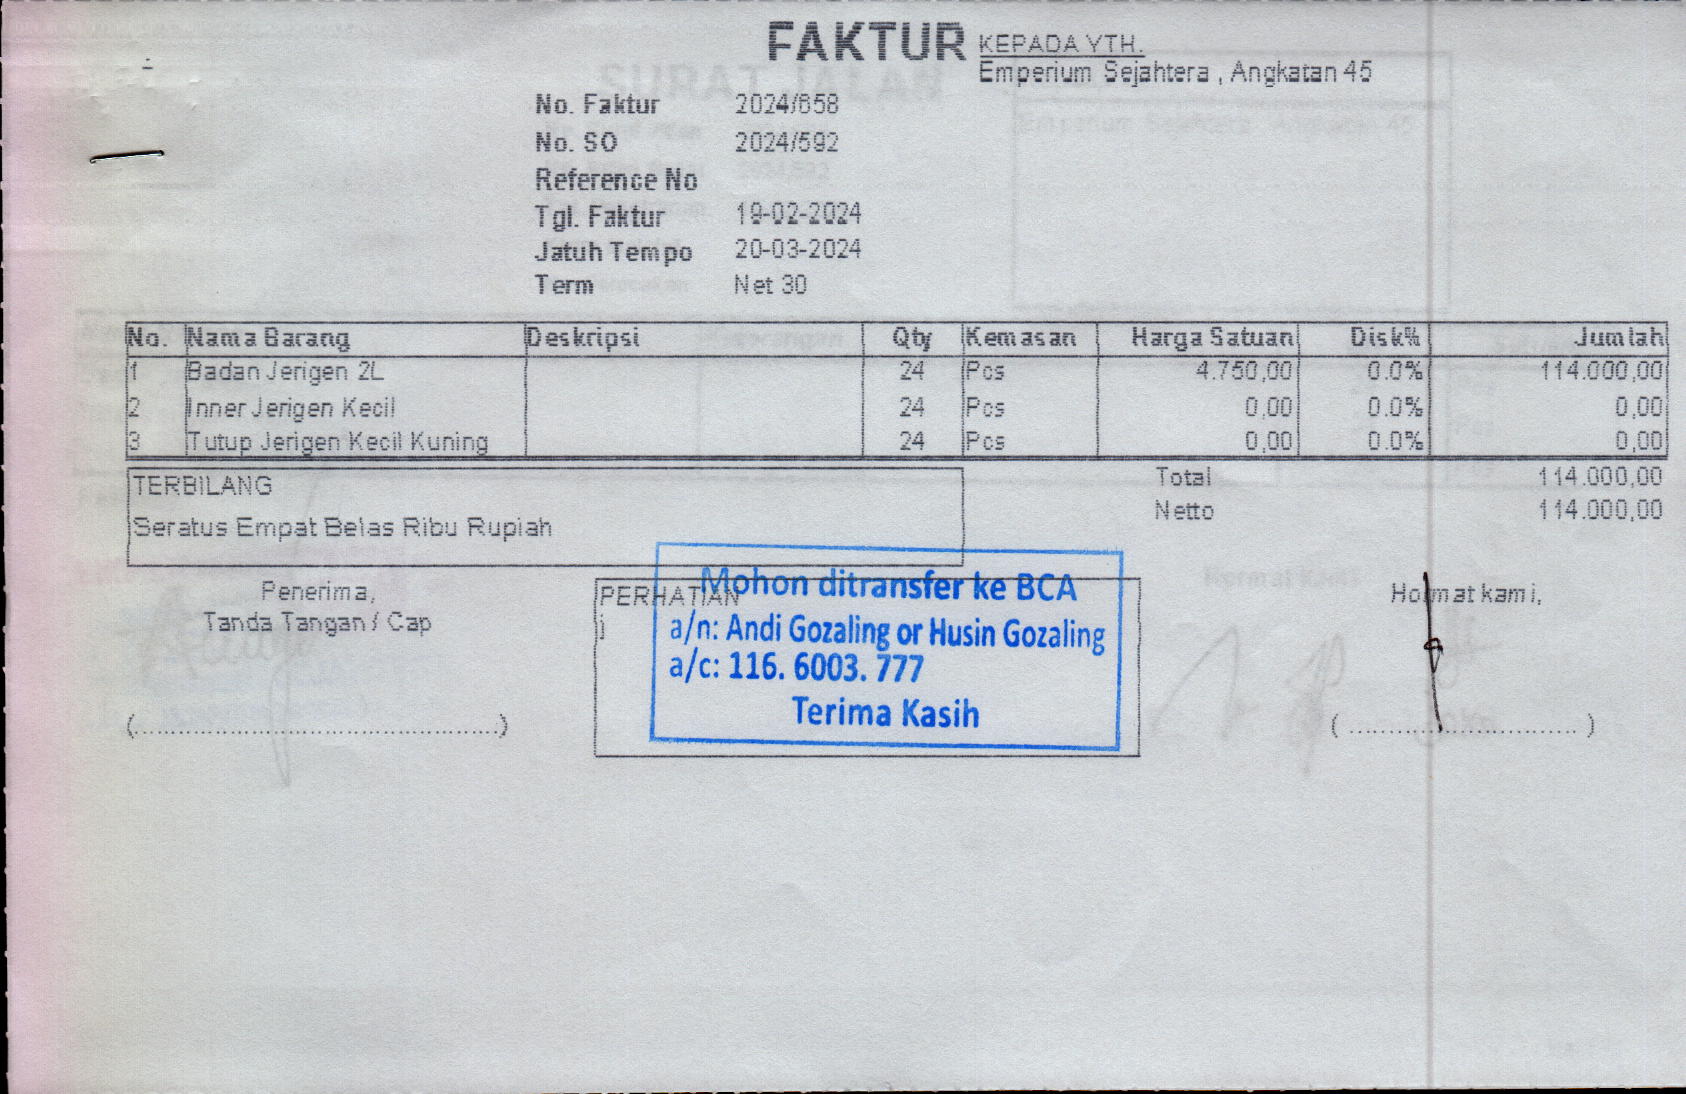 FAKTUR
KEPADA YTH.
Emperium Sejahtera , Angkatan 45
No. Faktur 2024/658
No. SO 2024/592
Reference No
Tgl. Faktur 19-02-2024
Jatuh Tempo 20-03-2024
Term Net 30
No. Nama Barang Deskripsi Qty Kemasan Harga Satuan Disk% Jumlah
1 Badan Jerigen 2L 24 Pcs 4.750,00 0.0% 114.000,00
2 Inner Jerigen Kecil 24 Pcs 0,00 0.0% 0,00
3 Tutup Jerigen Kecil Kuning 24 Pcs 0,00 0.0% 0,00
TERBILANG
Seratus Empat Belas Ribu Rupiah
Total 114.000,00
Netto 114.000,00
Penerima,
Tanda Tangan / Cap
(..............................................)
PERHATIAN
Mohon ditransfer ke BCA
a/n: Andi Gozaling or Husin Gozaling
a/c: 116. 6003. 777
Terima Kasih
Hormat kami,
( ............................. )